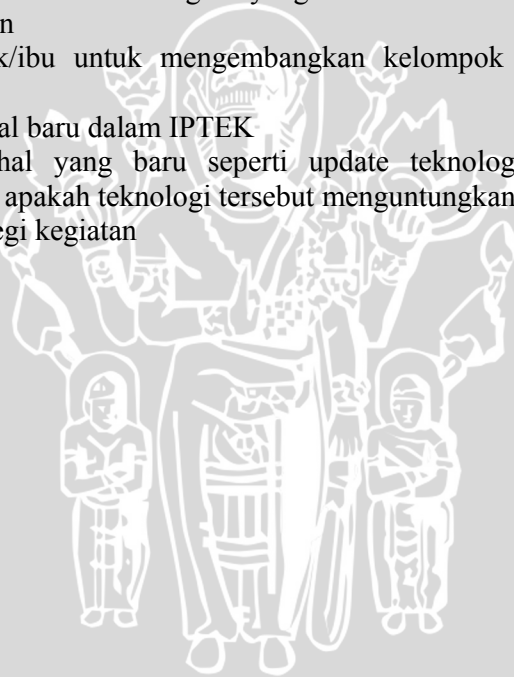 n
k/ibu untuk mengembangkan kelompok
al baru dalam IPTEK
hal yang baru seperti update teknolog
apakah teknologi tersebut menguntungkan
egi kegiatan